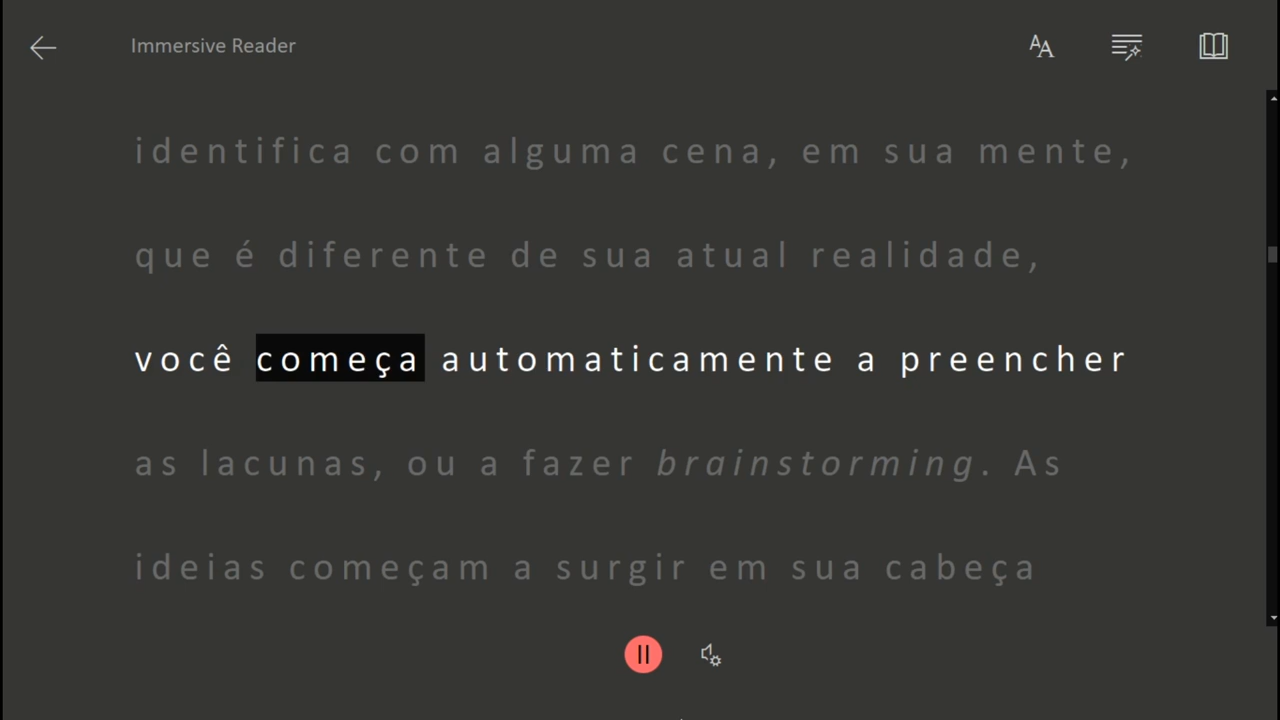 Immersive Reader
identifica com alguma cena, em sua mente,
que é diferente de sua atual realidade,
você começa automaticamente a preencher
as lacunas, ou a fazer brainstorming. As
ideias começam a surgir em sua cabeça